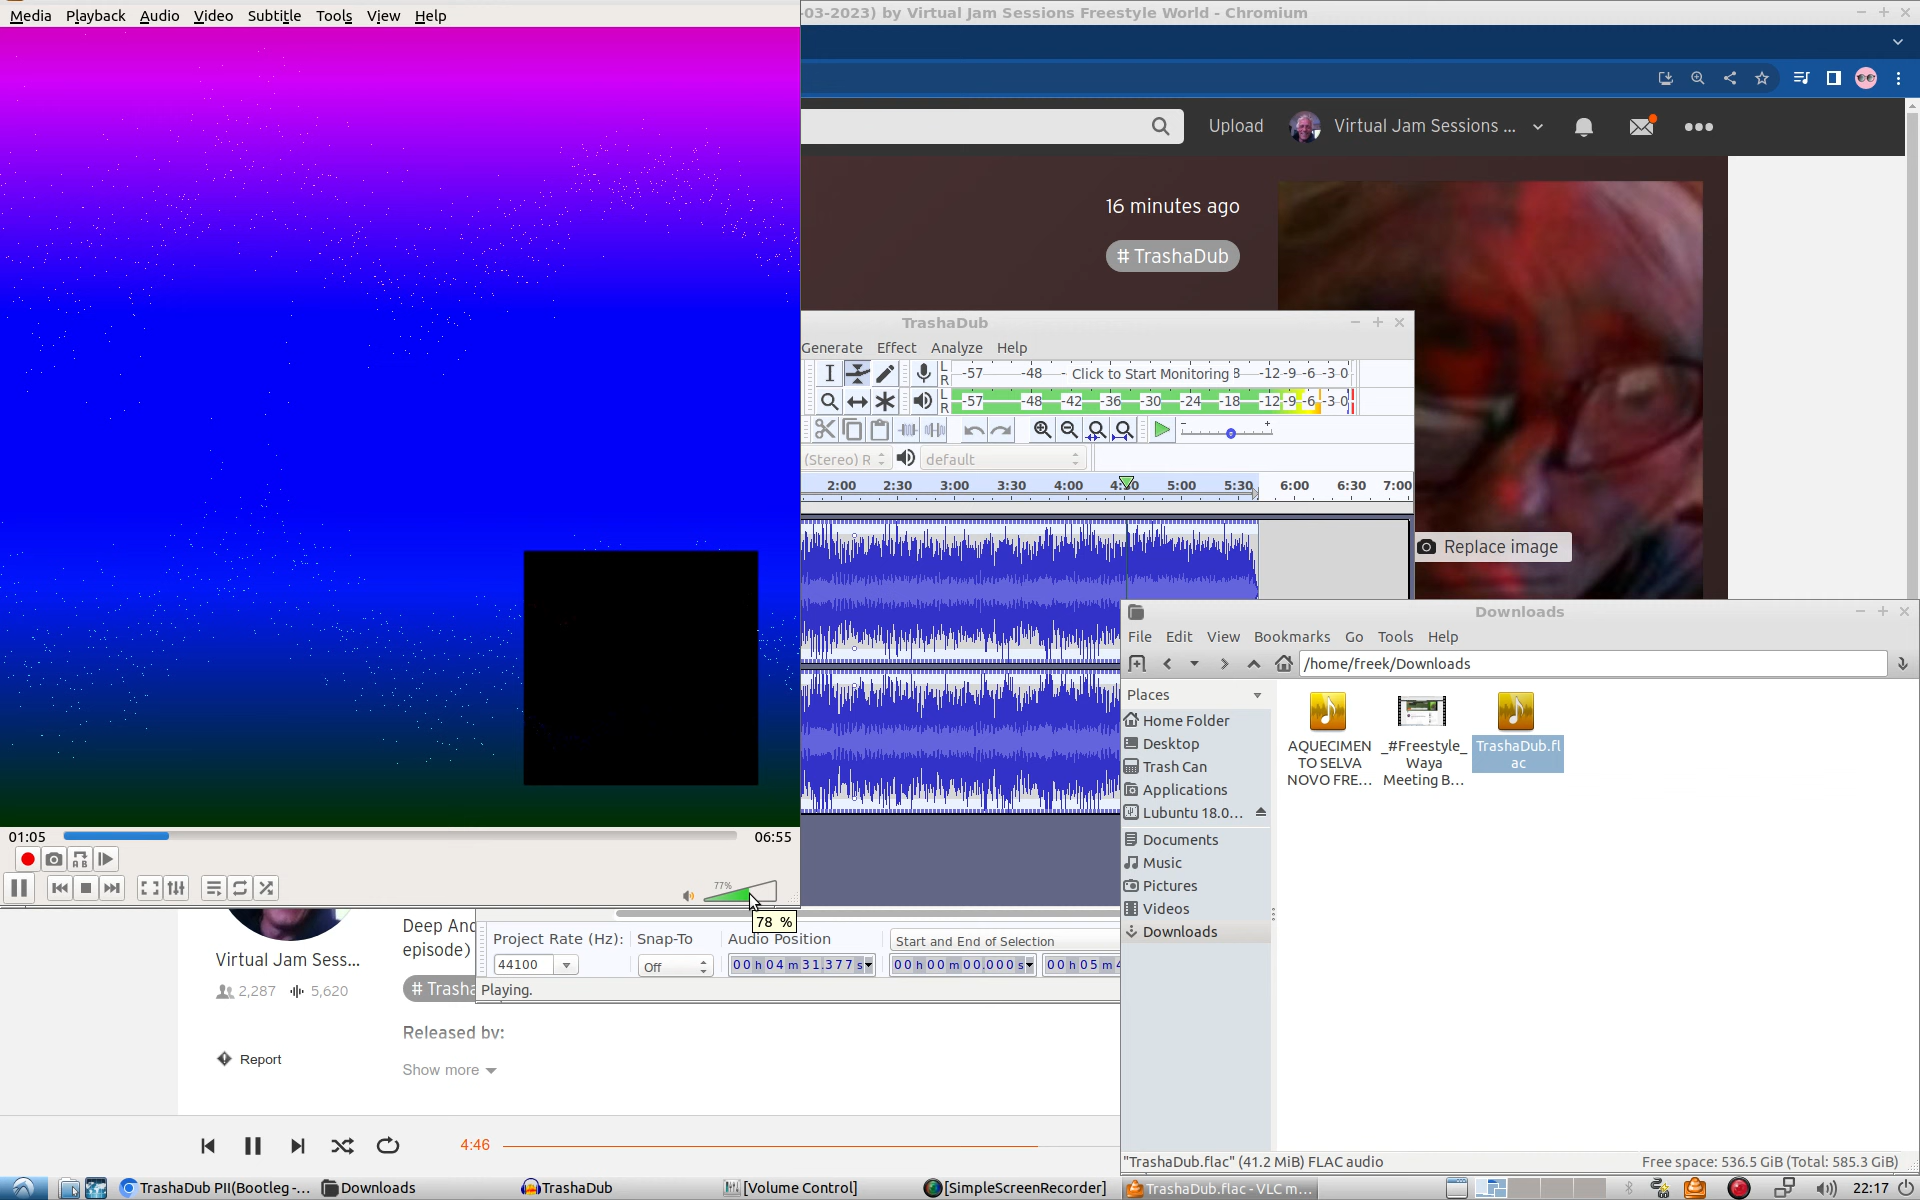 Media Playback Audio Video Subtitle Tools View Help
-03-2023) by Virtual Jam Sessions Freestyle World - Chromium
Upload Virtual Jam Sessions ...
16 minutes ago
# TrashaDub
TrashaDub
Generate Effect Analyze Help
L R -57 -48 - Click to Start Monitoring 8 -12 -9 -6 -3 0
L R -57 -48 -42 -36 -30 -24 -18 -12 -9 -6 -3 0
(Stereo) R default
2:00 2:30 3:00 3:30 4:00 4:30 5:00 5:30 6:00 6:30 7:00
Replace image
Downloads
File Edit View Bookmarks Go Tools Help
/home/freek/Downloads
Places
Home Folder
Desktop
Trash Can
Applications
Lubuntu 18.0...
Documents
Music
Pictures
Videos
Downloads
AQUECIMEN
TO SELVA
NOVO FRE...
_#Freestyle_
Waya
Meeting B...
TrashaDub.fl
ac
01:05 06:55
77%
78 %
Deep And
episode)
Virtual Jam Sess...
2,287 5,620
# Trasha
Project Rate (Hz): Snap-To Audio Position Start and End of Selection
44100 Off 00 h 04 m 31.377 s 00 h 00 m 00.000 s 00 h 05 m 4
Playing.
Released by:
Report
Show more
4:46
"TrashaDub.flac" (41.2 MiB) FLAC audio Free space: 536.5 GiB (Total: 585.3 GiB)
TrashaDub PII(Bootleg -... Downloads TrashaDub [Volume Control] [SimpleScreenRecorder] TrashaDub.flac - VLC m... 22:17